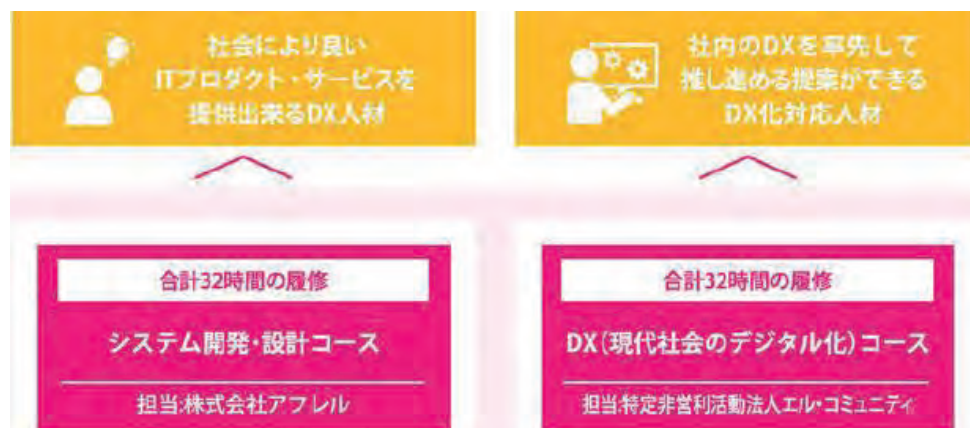 社会により良い
ITプロダクト・サービスを
提供出来るDX人材
社内のDXを率先して
推し進める提案ができる
DX化対応人材
合計32時間の履修
システム開発・設計コース
担当:株式会社アフレル
合計32時間の履修
DX(現代社会のデジタル化)コース
担当:特定非営利活動法人エル・コミュニティ